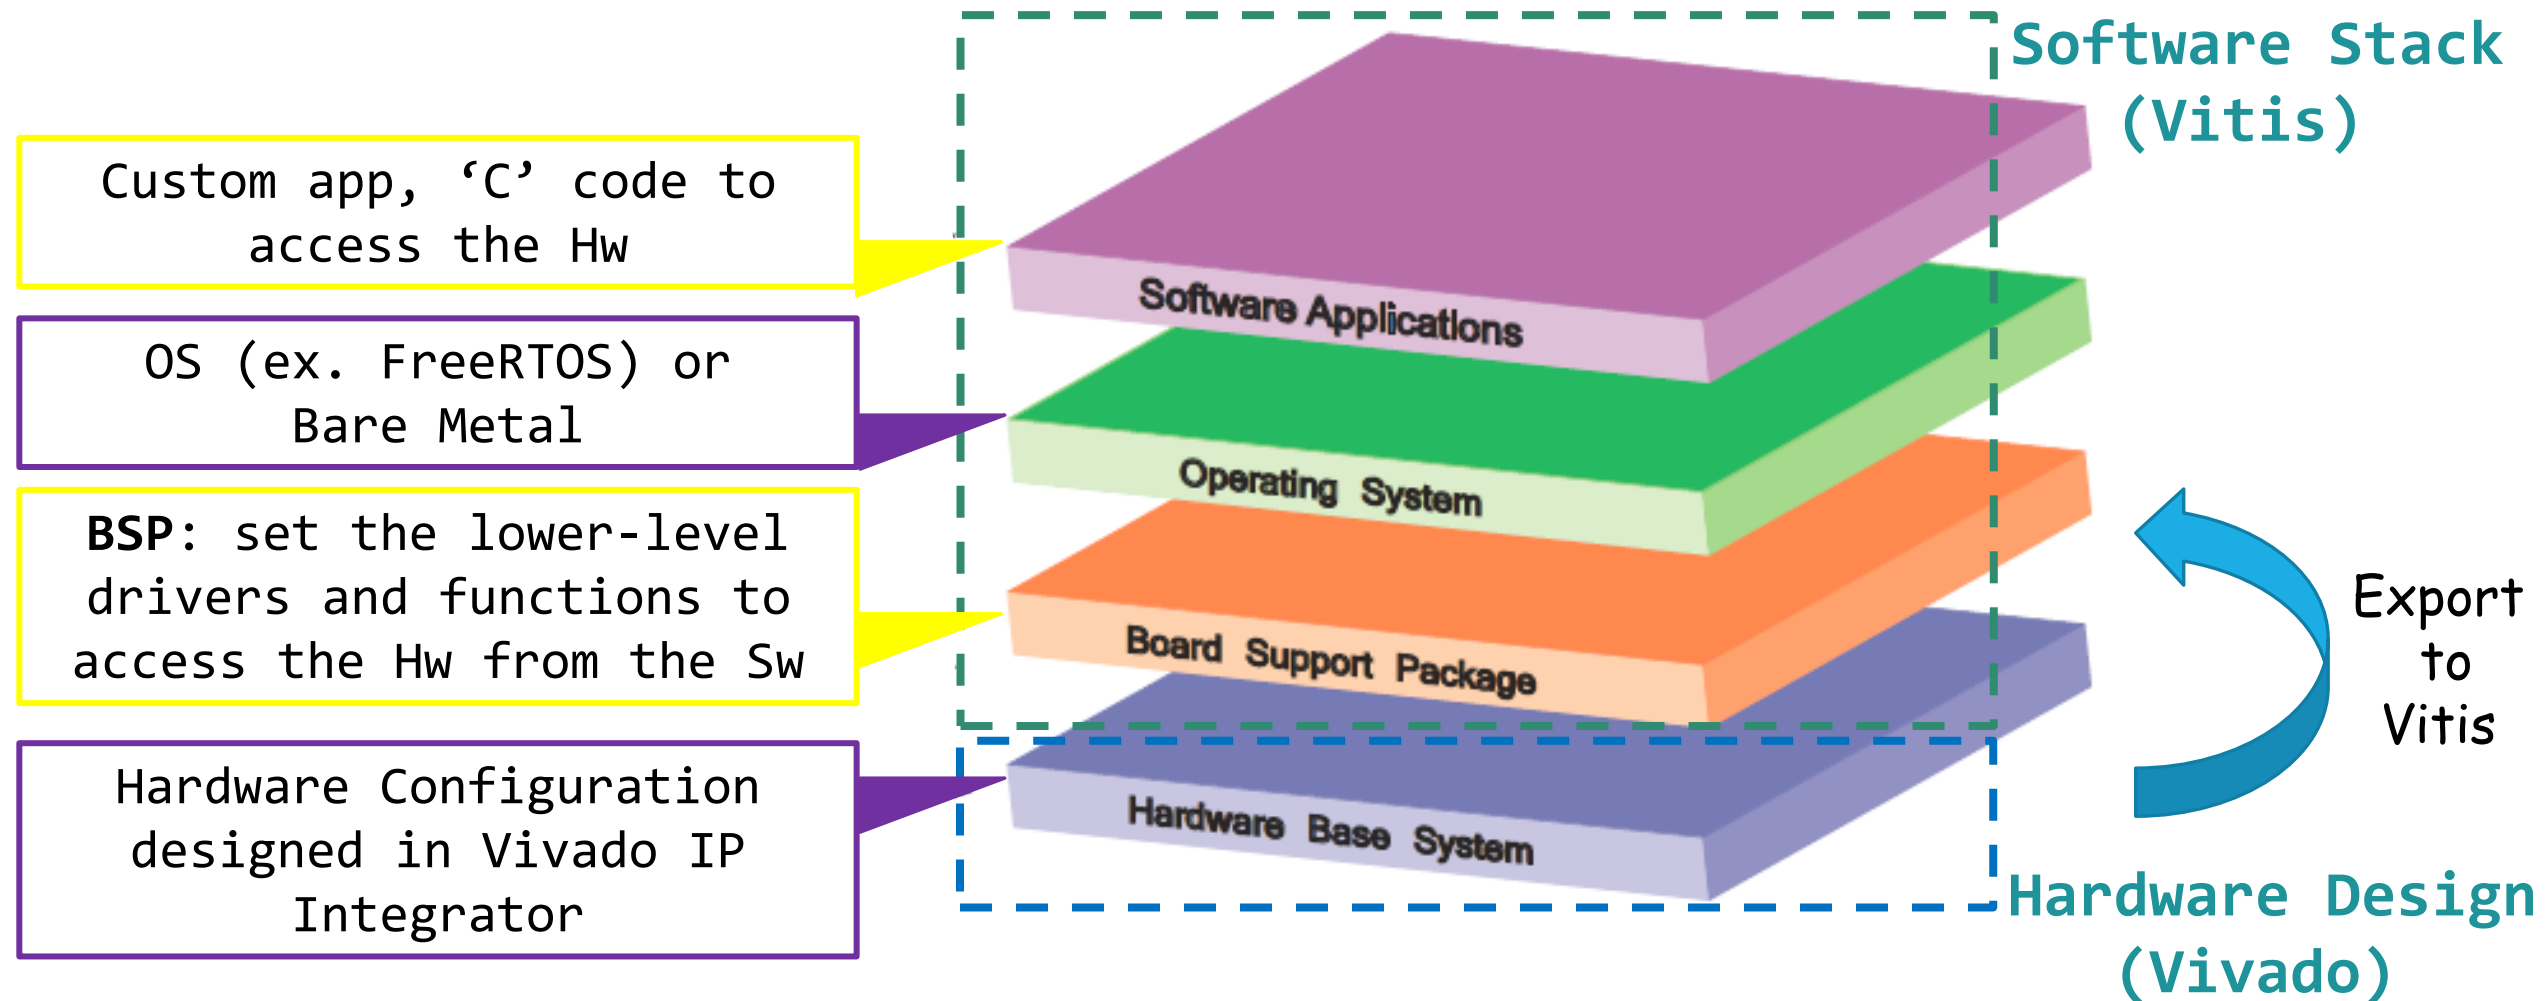 Software Stack
(Vitis)
Custom app, ‘C’ code to
access the Hw
Software Applications
OS (ex. FreeRTOS) or
Bare Metal
Operating System
BSP: set the lower-level
drivers and functions to
access the Hw from the Sw
Board Support Package
Export
to
Vitis
Hardware Configuration
designed in Vivado IP
Integrator
Hardware Base System
Hardware Design
(Vivado)